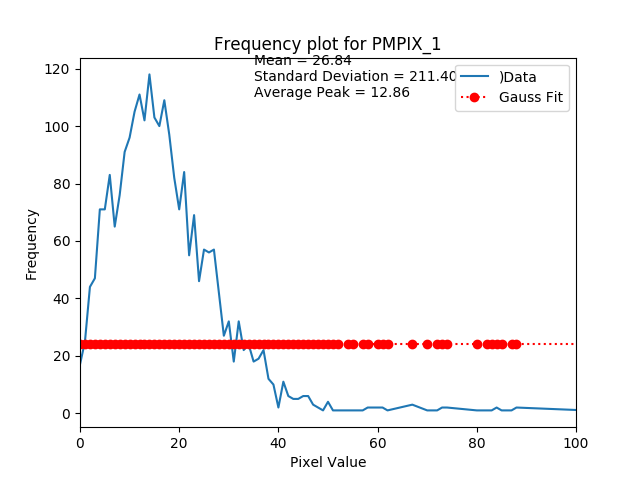 Frequency plot for PMPIX_1
Mean = 26.84
Standard Deviation = 211.40
Average Peak = 12.86
)Data
Gauss Fit
Frequency
120
100
80
60
40
20
0
0 20 40 60 80 100
Pixel Value